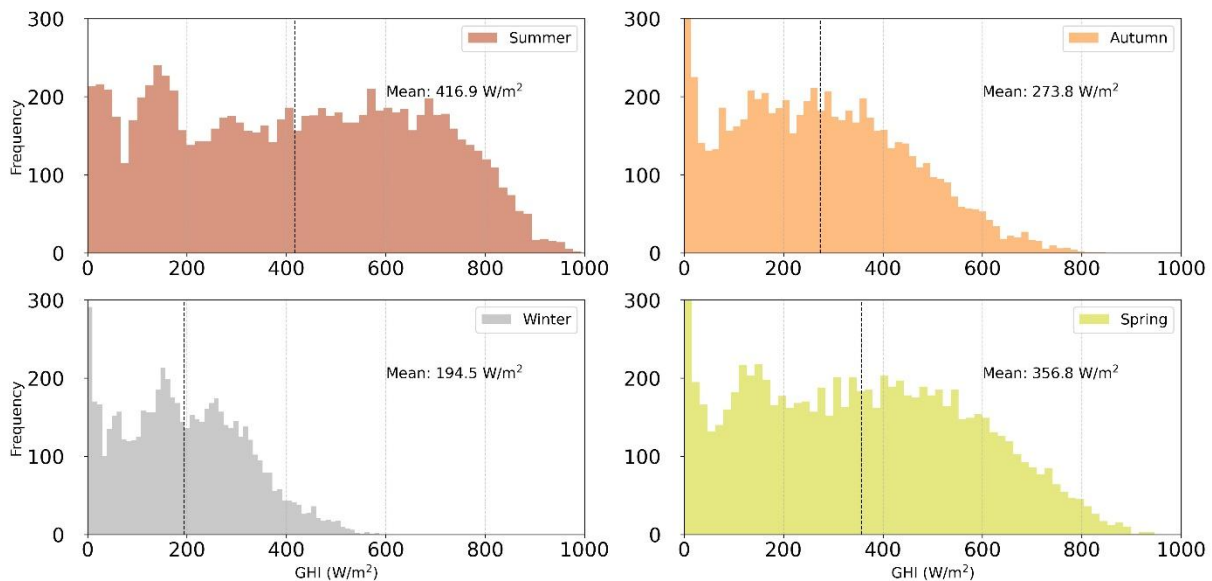 300
200
100
0
Frequency
Summer
Mean: 416.9 W/m²
0 200 400 600 800 1000
300
200
100
0
Autumn
Mean: 273.8 W/m²
0 200 400 600 800 1000
300
200
100
0
Frequency
Winter
Mean: 194.5 W/m²
0 200 400 600 800 1000
GHI (W/m²)
300
200
100
0
Spring
Mean: 356.8 W/m²
0 200 400 600 800 1000
GHI (W/m²)